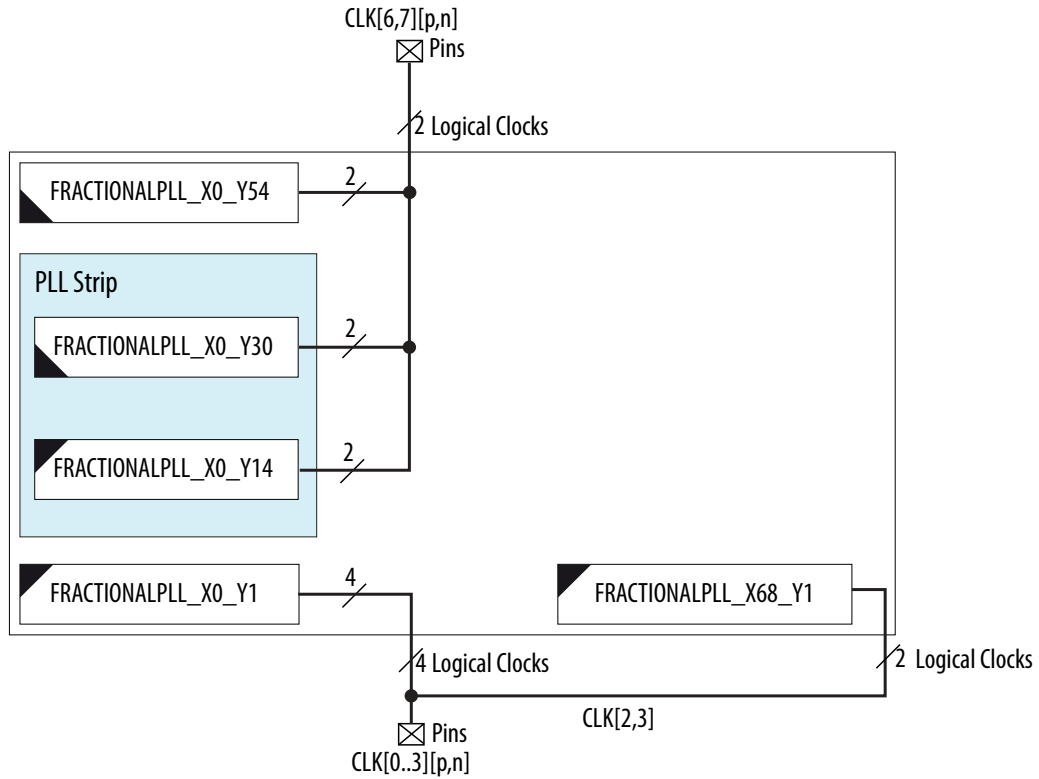 CLK[6,7][p,n]
Pins
2 Logical Clocks
FRACTIONALPLL_X0_Y54
2
PLL Strip
FRACTIONALPLL_X0_Y30
2
FRACTIONALPLL_X0_Y14
2
FRACTIONALPLL_X0_Y1
4
FRACTIONALPLL_X68_Y1
4 Logical Clocks
2 Logical Clocks
CLK[2,3]
Pins
CLK[0..3][p,n]